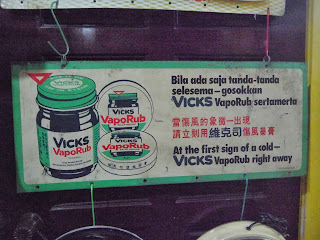 Bila ada saja tanda-tanda
selesema – gosokkan
VICKS VapoRub sertamerta
當傷風的象徵一出現
請立刻用維克司傷風薈膏
At the first sign of a cold –
VICKS VapoRub right away
VICKS
VapoRub
VICKS
VapoRub
VICKS
VapoRub